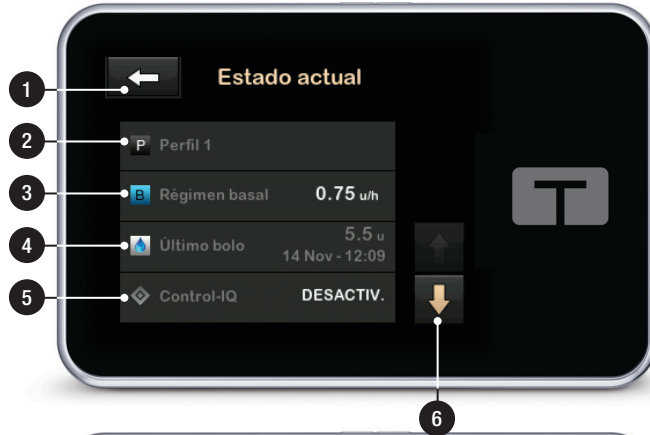 Estado actual
1
2
P Perfil 1
3
B Régimen basal 0.75 u/h
4
Último bolo 5.5 u
14 Nov - 12:09
5
Control-IQ DESACTIV.
6